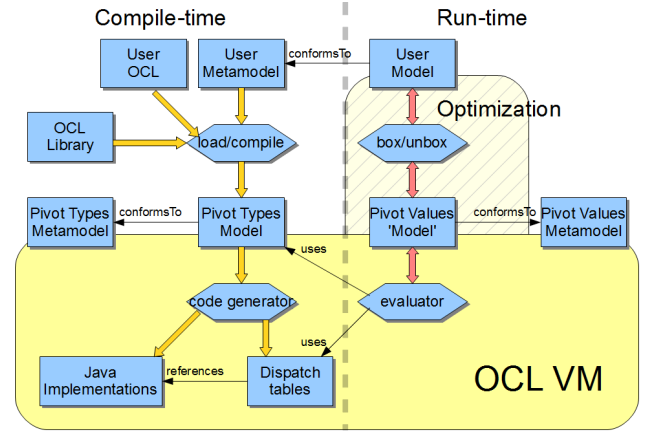 Compile-time
Run-time
User
OCL
User
Metamodel
conformsTo
User
Model
Optimization
OCL
Library
load/compile
box/unbox
Pivot Types
Metamodel
conformsTo
Pivot Types
Model
Pivot Values
'Model'
conformsTo
Pivot Values
Metamodel
uses
code generator
evaluator
uses
Java
Implementations
references
Dispatch
tables
OCL VM